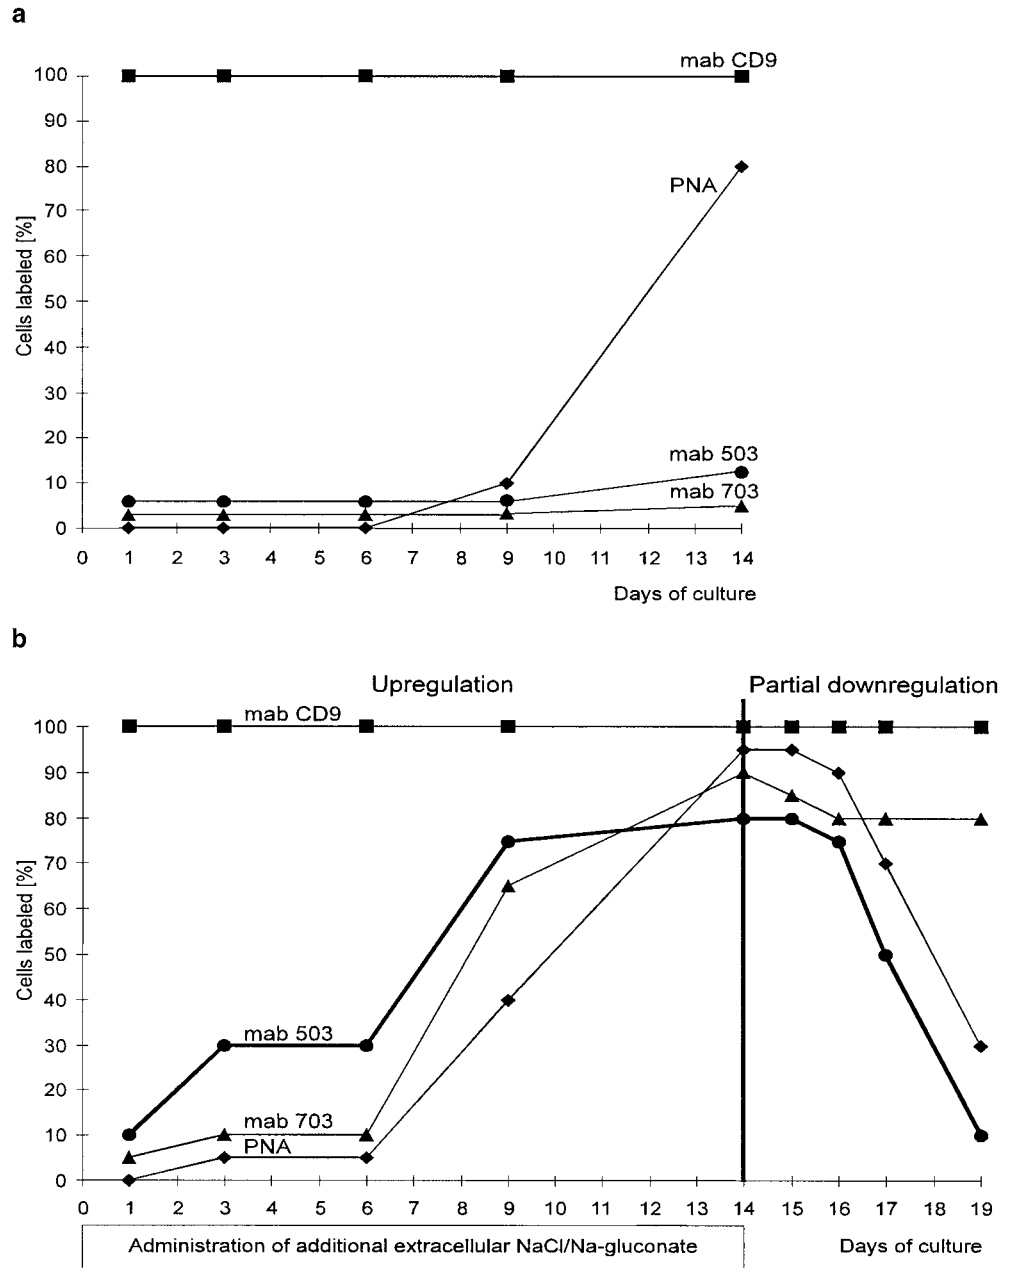 a
mab CD9
100
90
80
PNA
70
60
50
40
30
20
mab 503
10
mab 703
0
Cells labeled [%]
0 1 2 3 4 5 6 7 8 9 10 11 12 13 14
Days of culture
b
Upregulation Partial downregulation
mab CD9
100
90
80
70
60
50
40
30
mab 503
20
mab 703
10
PNA
0
Cells labeled [%]
0 1 2 3 4 5 6 7 8 9 10 11 12 13 14 15 16 17 18 19
Administration of additional extracellular NaCl/Na-gluconate Days of culture